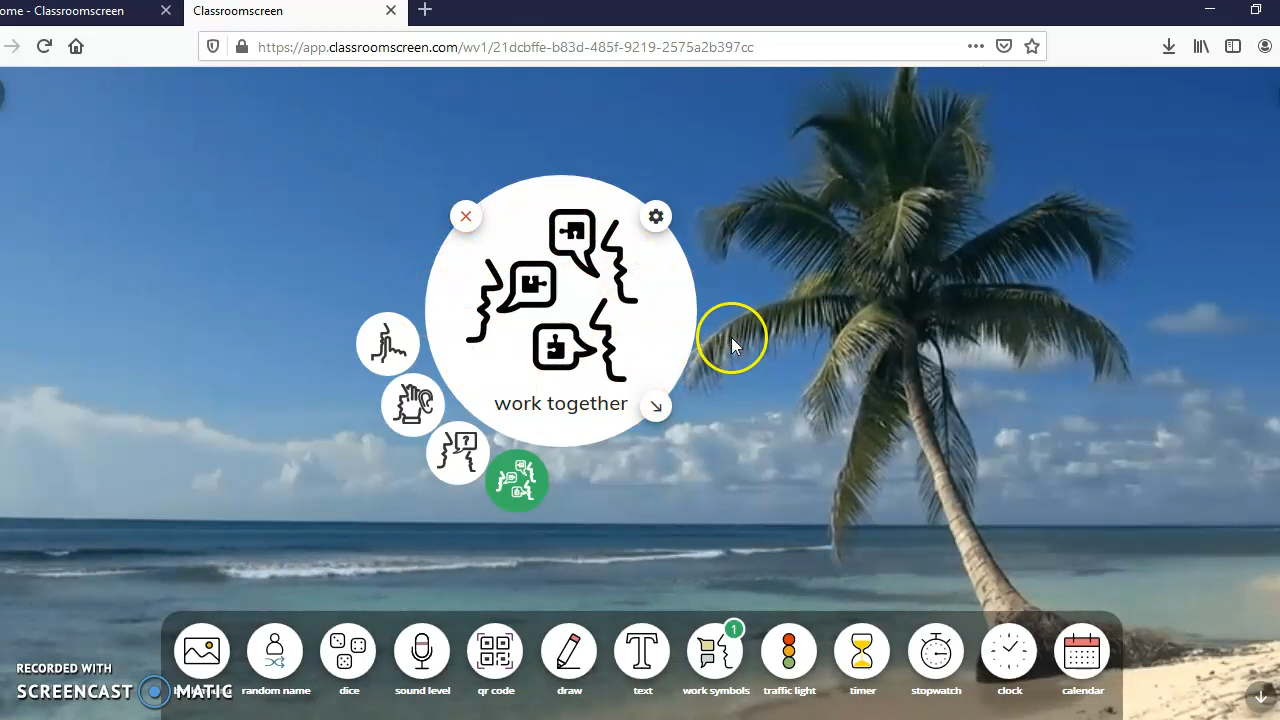 ome - Classroomscreen
Classroomscreen
https://app.classroomscreen.com/wv1/21dcbffe-b83d-485f-9219-2575a2b397cc
work together
?
1
random name
dice
sound level
qr code
draw
text
work symbols
traffic light
timer
stopwatch
clock
calendar
RECORDED WITH
SCREENCAST MATIC